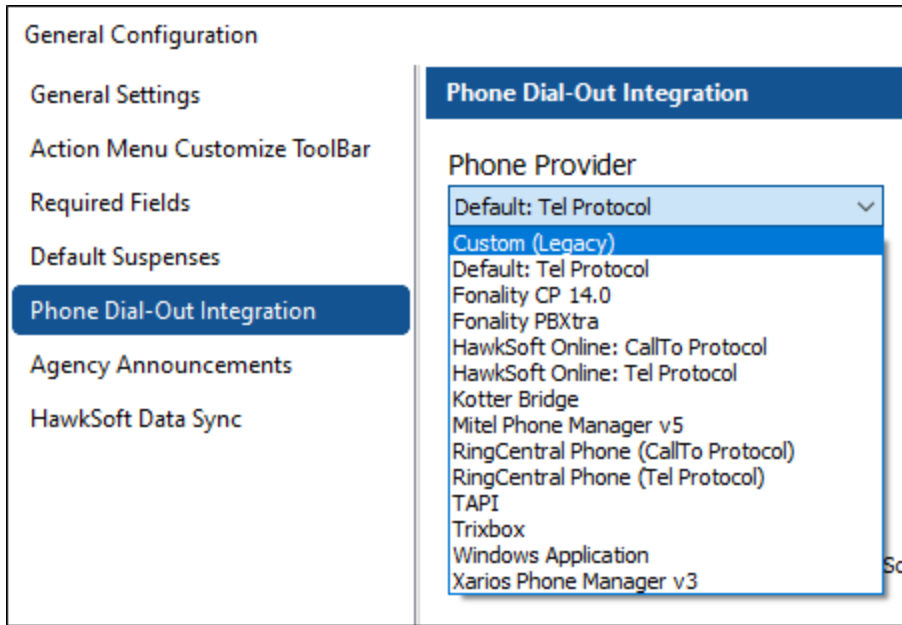 General Configuration
General Settings
Action Menu Customize ToolBar
Required Fields
Default Suspenses
Phone Dial-Out Integration
Agency Announcements
HawkSoft Data Sync
Phone Dial-Out Integration
Phone Provider
Default: Tel Protocol
Custom (Legacy)
Default: Tel Protocol
Fonality CP 14.0
Fonality PBXtra
HawkSoft Online: CallTo Protocol
HawkSoft Online: Tel Protocol
Kotter Bridge
Mitel Phone Manager v5
RingCentral Phone (CallTo Protocol)
RingCentral Phone (Tel Protocol)
TAPI
Trixbox
Windows Application
Xarios Phone Manager v3